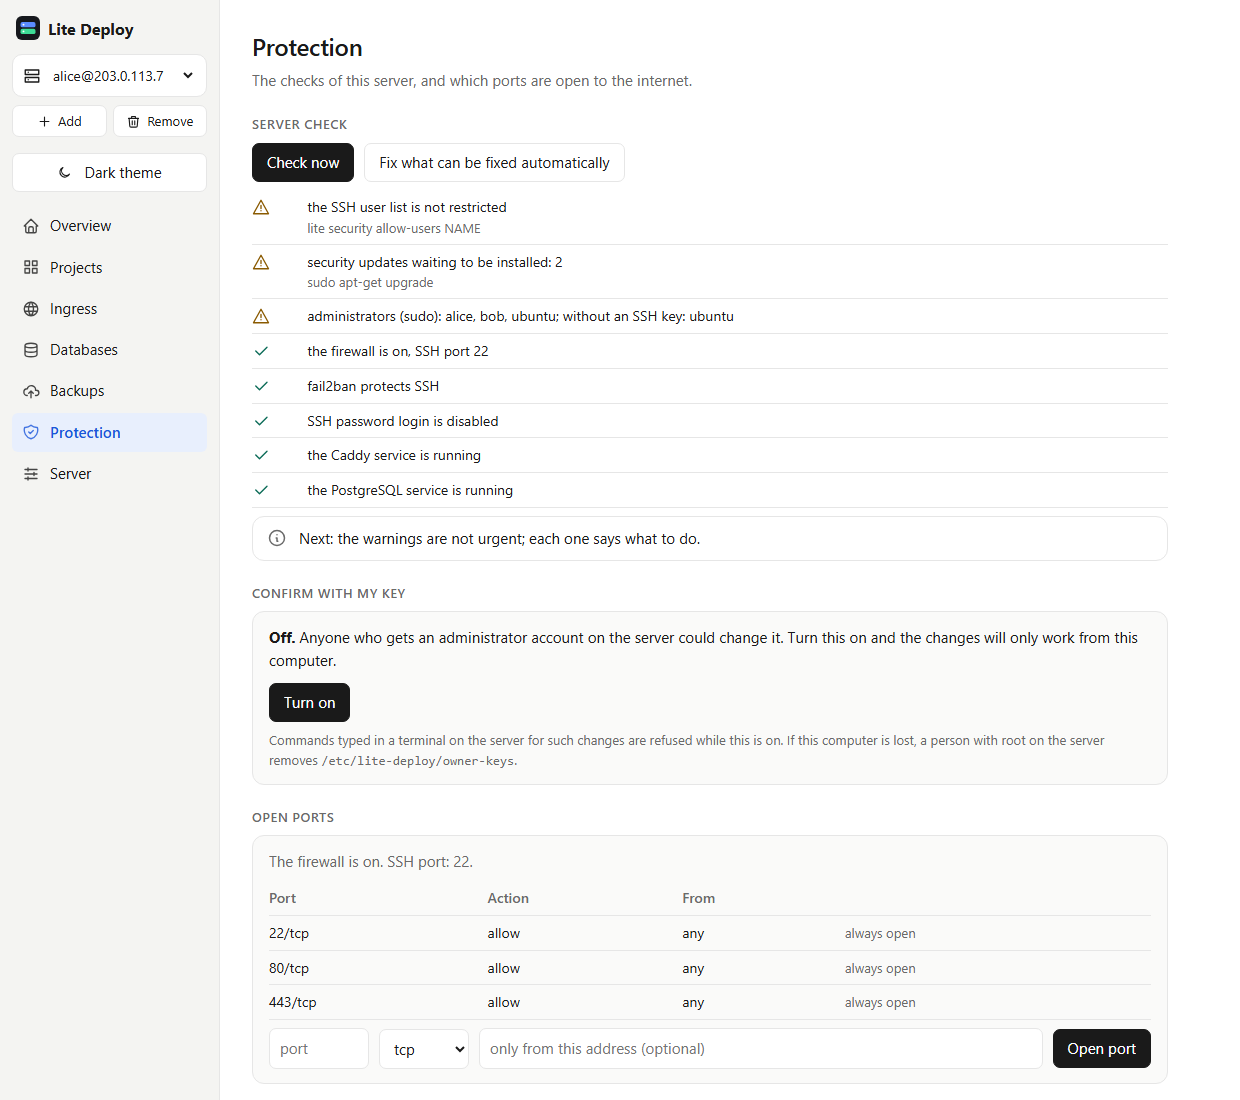 Lite Deploy
alice@203.0.113.7
Add
Remove
Dark theme
Overview
Projects
Ingress
Databases
Backups
Protection
Server
Protection
The checks of this server, and which ports are open to the internet.
SERVER CHECK
Check now
Fix what can be fixed automatically
the SSH user list is not restricted
lite security allow-users NAME
security updates waiting to be installed: 2
sudo apt-get upgrade
administrators (sudo): alice, bob, ubuntu; without an SSH key: ubuntu
the firewall is on, SSH port 22
fail2ban protects SSH
SSH password login is disabled
the Caddy service is running
the PostgreSQL service is running
Next: the warnings are not urgent; each one says what to do.
CONFIRM WITH MY KEY
Off. Anyone who gets an administrator account on the server could change it. Turn this on and the changes will only work from this
computer.
Turn on
Commands typed in a terminal on the server for such changes are refused while this is on. If this computer is lost, a person with root on the server
removes /etc/lite-deploy/owner-keys.
OPEN PORTS
The firewall is on. SSH port: 22.
Port Action From
22/tcp allow any always open
80/tcp allow any always open
443/tcp allow any always open
port tcp only from this address (optional) Open port